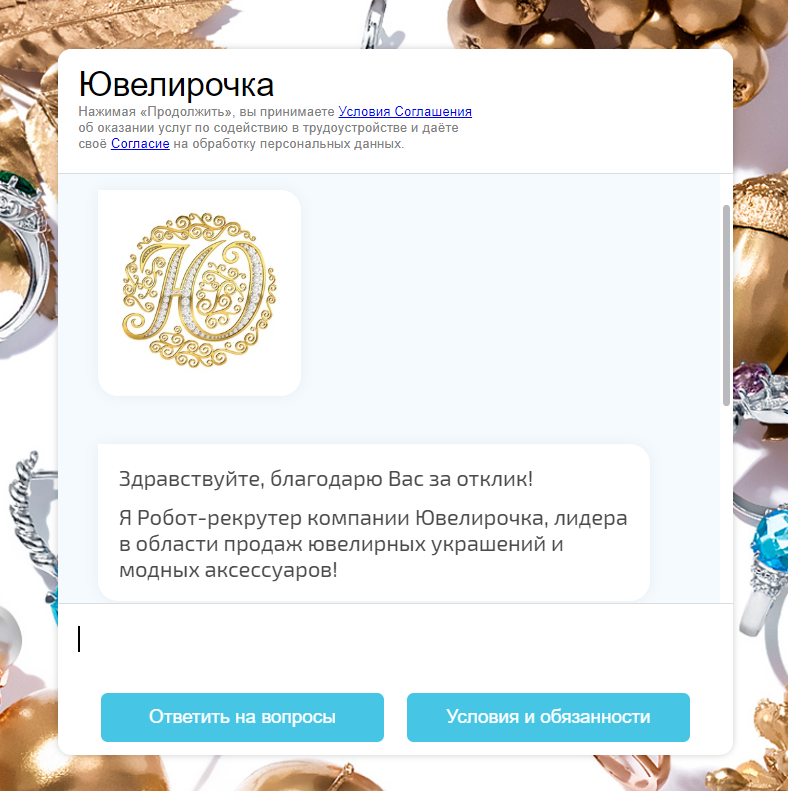 Ювелирочка
Нажимая «Продолжить», вы принимаете Условия Соглашения
об оказании услуг по содействию в трудоустройстве и даёте
своё Согласие на обработку персональных данных.
Ю
Здравствуйте, благодарю Вас за отклик!
Я Робот-рекрутер компании Ювелирочка, лидера
в области продаж ювелирных украшений и
модных аксессуаров!
Ответить на вопросы
Условия и обязанности